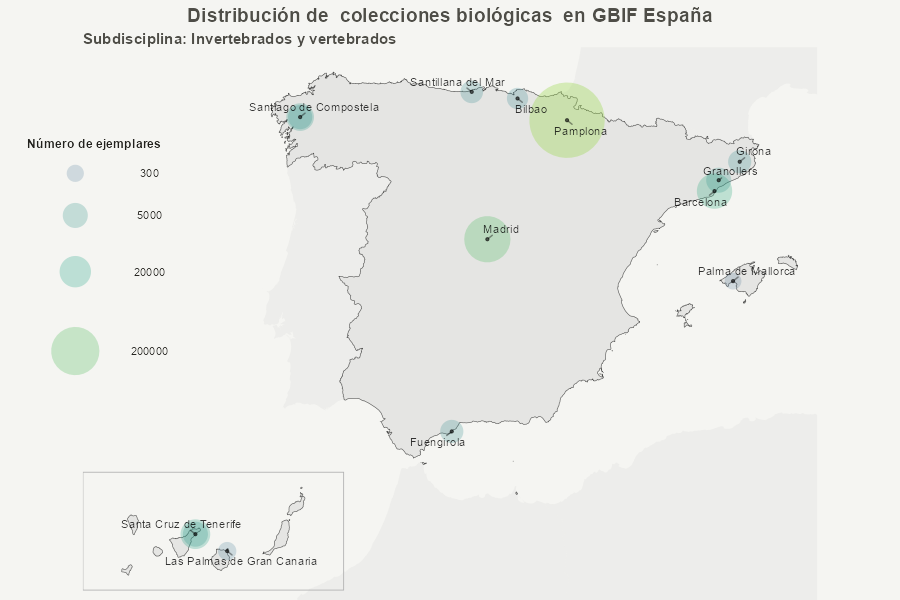 Distribución de  colecciones biológicas  en GBIF España
Subdisciplina: Invertebrados y vertebrados
Santillana del Mar
Santiago de Compostela
Bilbao
Pamplona
Número de ejemplares
300
5000
20000
200000
Girona
Granollers
Barcelona
Madrid
Palma de Mallorca
Fuengirola
Santa Cruz de Tenerife
Las Palmas de Gran Canaria